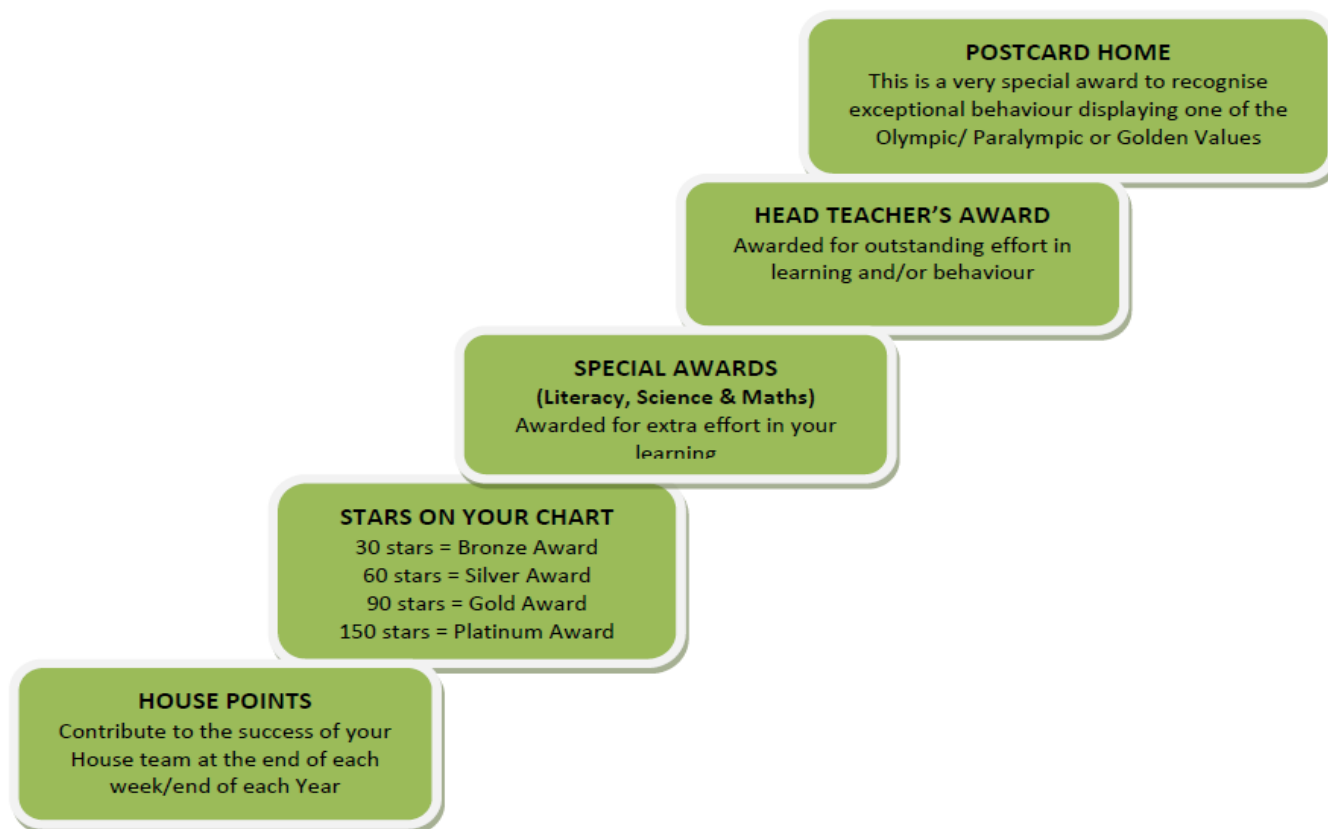 POSTCARD HOME
This is a very special award to recognise
exceptional behaviour displaying one of the
Olympic/ Paralympic or Golden Values
HEAD TEACHER’S AWARD
Awarded for outstanding effort in
learning and/or behaviour
SPECIAL AWARDS
(Literacy, Science & Maths)
Awarded for extra effort in your
learning
STARS ON YOUR CHART
30 stars = Bronze Award
60 stars = Silver Award
90 stars = Gold Award
150 stars = Platinum Award
HOUSE POINTS
Contribute to the success of your
House team at the end of each
week/end of each Year